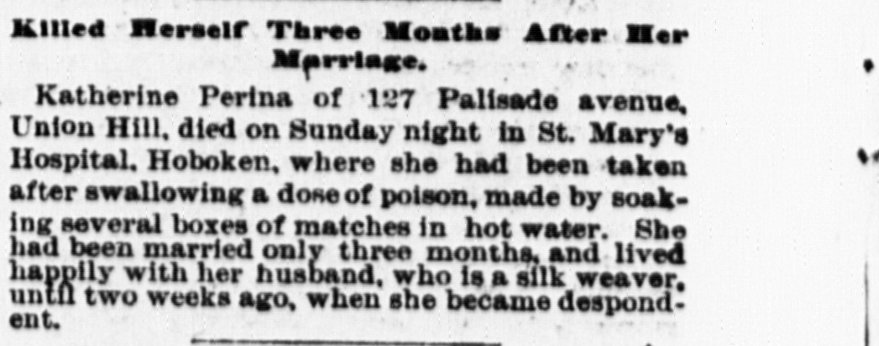 Killed Herself Three Months After Her
Marriage.
Katherine Perina of 127 Palisade avenue,
Union Hill, died on Sunday night in St. Mary's
Hospital, Hoboken, where she had been taken
after swallowing a dose of poison, made by soak-
ing several boxes of matches in hot water. She
had been married only three months, and lived
happily with her husband, who is a silk weaver,
until two weeks ago, when she became despond-
ent.